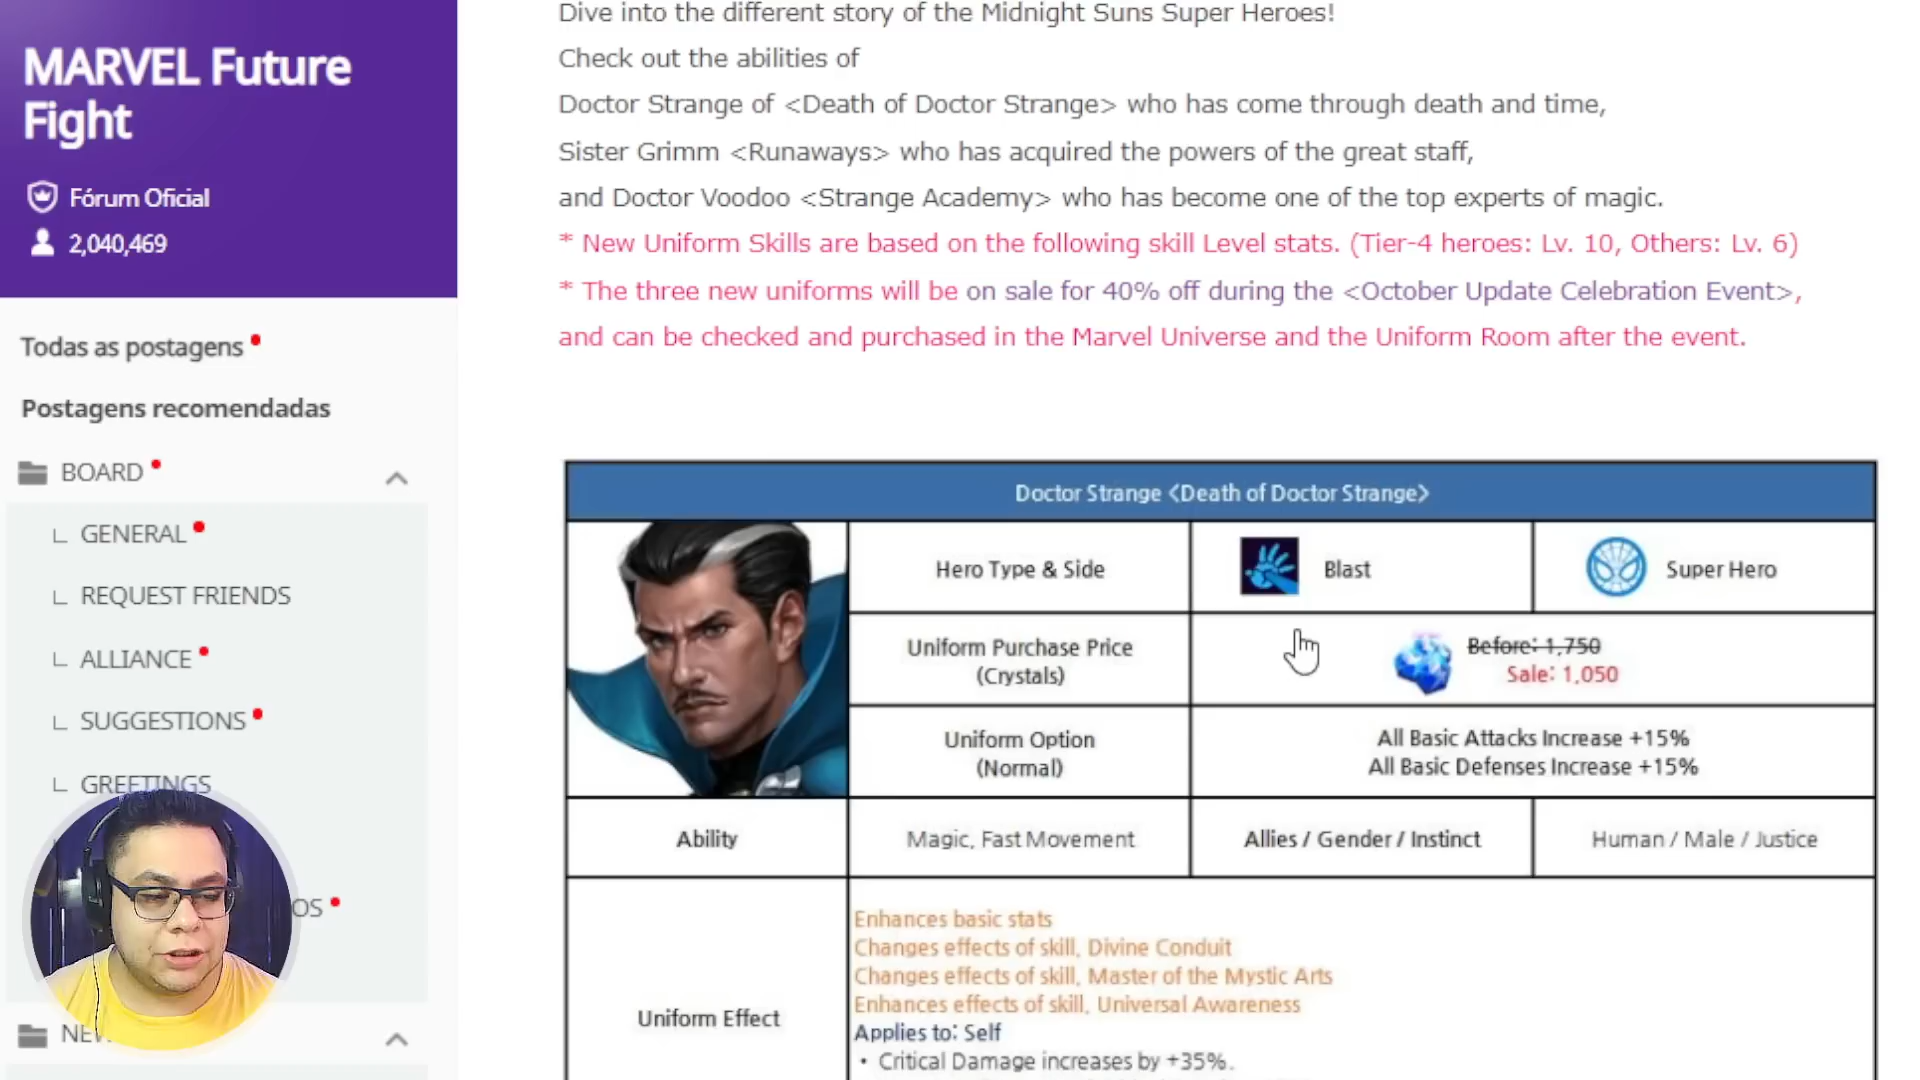 MARVEL Future
Fight
Fórum Oficial
2,040,469
Todas as postagens
Postagens recomendadas
BOARD
GENERAL
REQUEST FRIENDS
ALLIANCE
SUGGESTIONS
GREETINGS
OS
Dive into the different story of the Midnight Suns Super Heroes!
Check out the abilities of
Doctor Strange of <Death of Doctor Strange> who has come through death and time,
Sister Grimm <Runaways> who has acquired the powers of the great staff,
and Doctor Voodoo <Strange Academy> who has become one of the top experts of magic.
* New Uniform Skills are based on the following skill Level stats. (Tier-4 heroes: Lv. 10, Others: Lv. 6)
* The three new uniforms will be on sale for 40% off during the <October Update Celebration Event>,
and can be checked and purchased in the Marvel Universe and the Uniform Room after the event.
Doctor Strange <Death of Doctor Strange>
Hero Type & Side
Blast
Super Hero
Uniform Purchase Price
(Crystals)
Before: 1,750
Sale: 1,050
Uniform Option
(Normal)
All Basic Attacks Increase +15%
All Basic Defenses Increase +15%
Ability
Magic, Fast Movement
Allies / Gender / Instinct
Human / Male / Justice
Uniform Effect
Enhances basic stats
Changes effects of skill, Divine Conduit
Changes effects of skill, Master of the Mystic Arts
Enhances effects of skill, Universal Awareness
Applies to: Self
• Critical Damage increases by +35%.